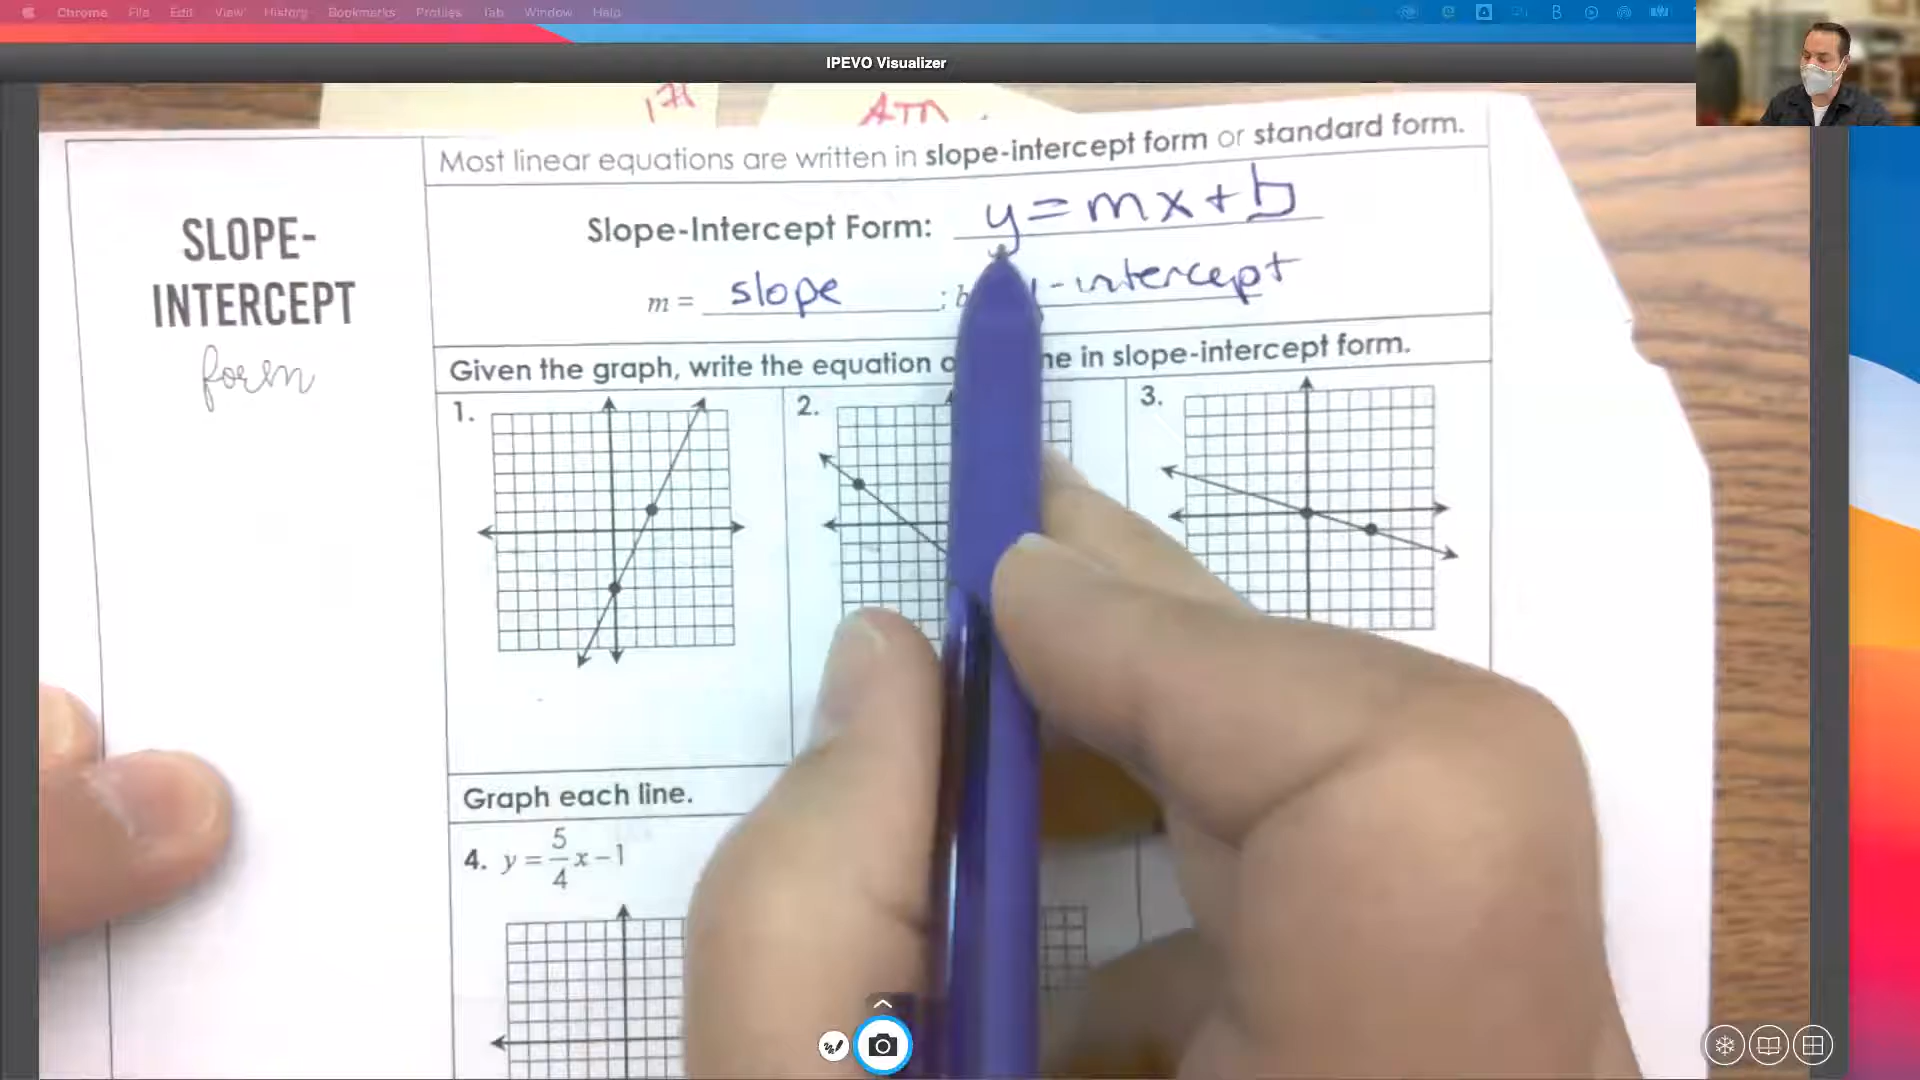 Chrome File Edit View History Bookmarks Profiles Tab Window Help
IPEVO Visualizer
ATM
Most linear equations are written in slope-intercept form or standard form.
SLOPE-
INTERCEPT
form
Slope-Intercept Form: y = mx + b
m = slope ; b -intercept
Given the graph, write the equation o ne in slope-intercept form.
1. 2. 3.
Graph each line.
4. y = 5/4 x - 1